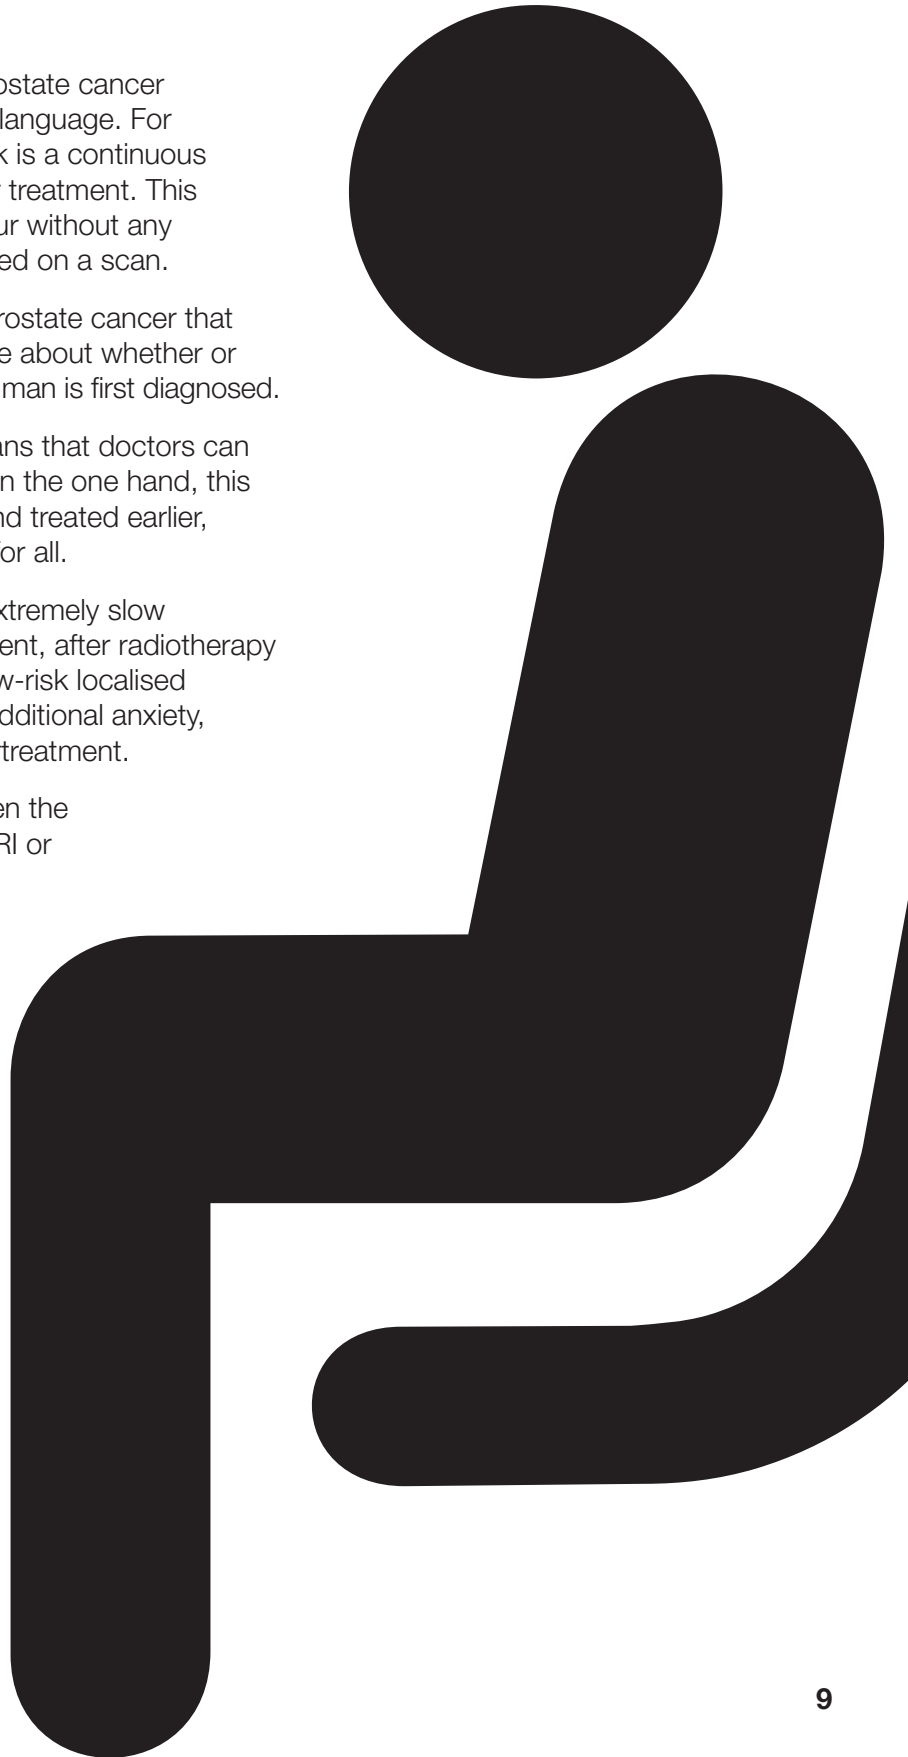 ostate cancer
language. For
k is a continuous
treatment. This
ur without any
ed on a scan.
rostate cancer that
e about whether or
man is first diagnosed.
ans that doctors can
n the one hand, this
nd treated earlier,
for all.
xtremely slow
ent, after radiotherapy
w-risk localised
dditional anxiety,
rtreatment.
en the
RI or
9